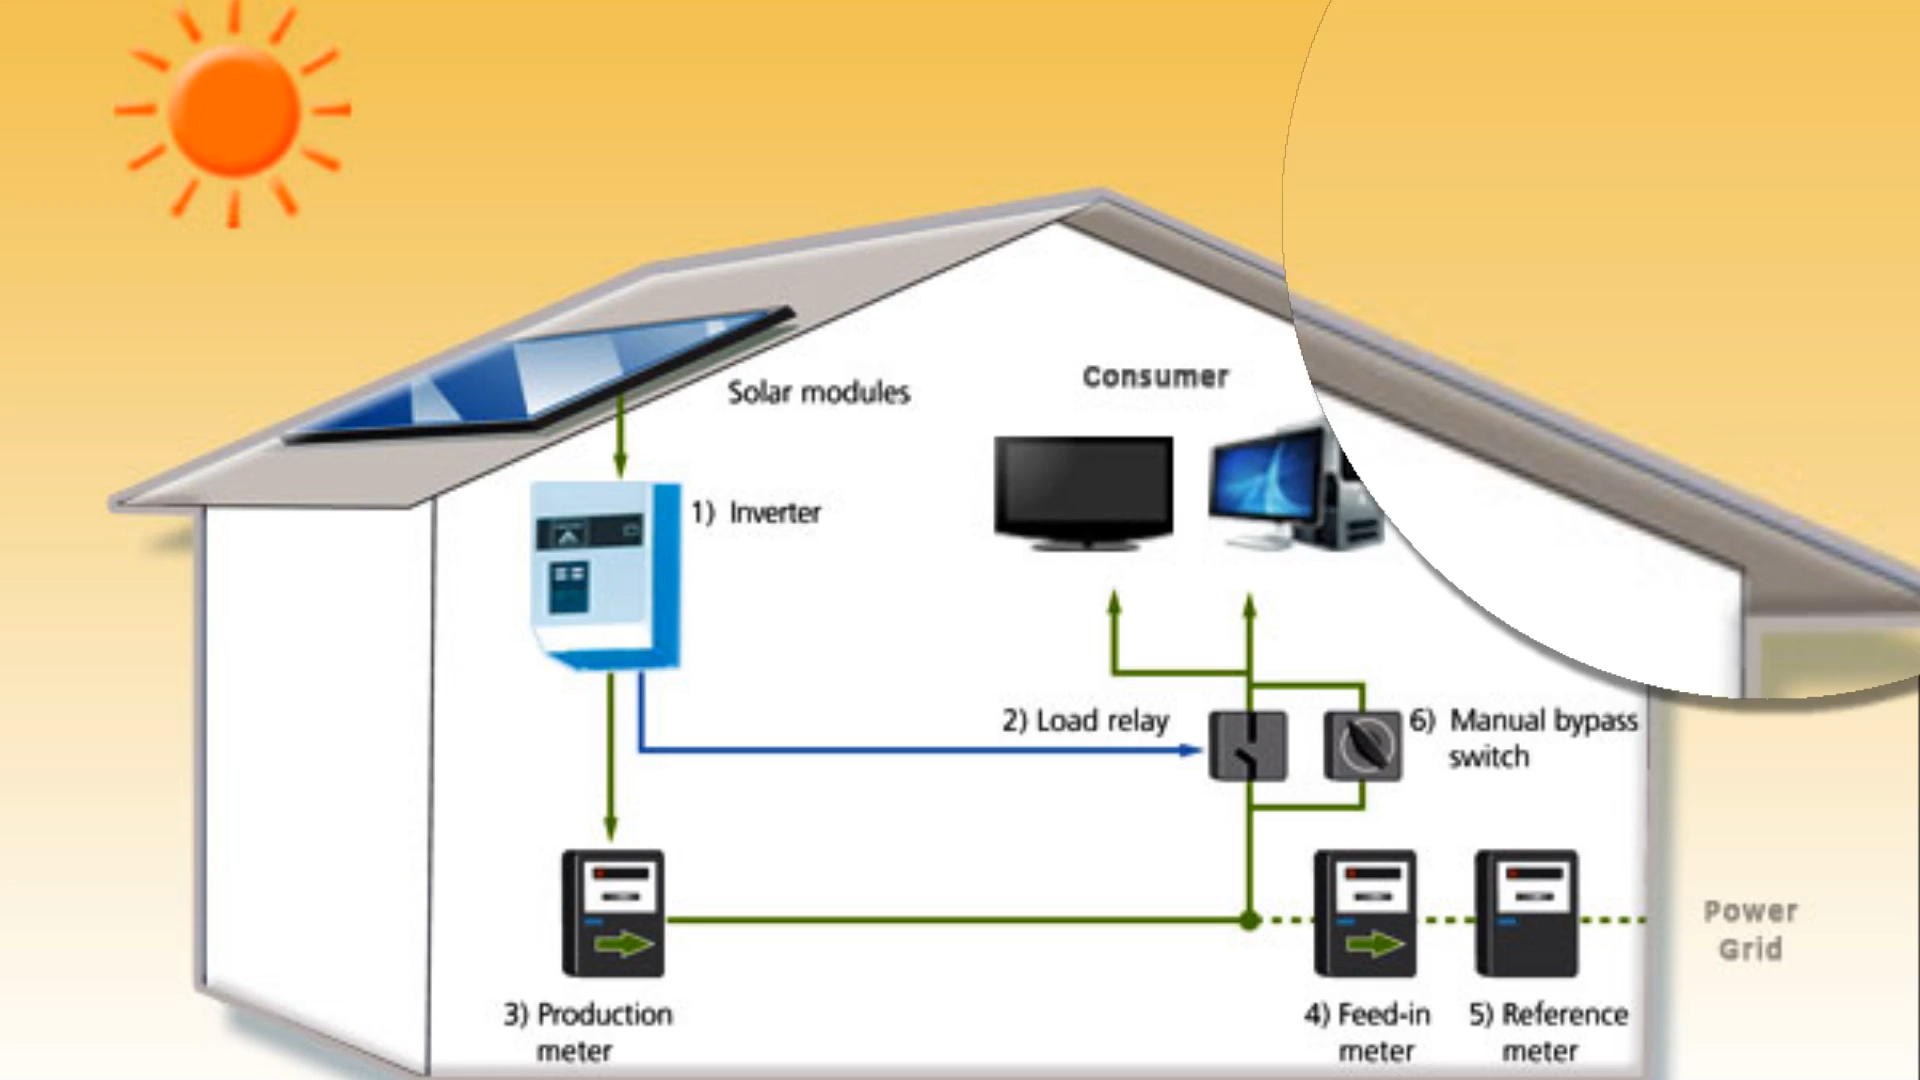 Solar modules
Consumer
1) Inverter
2) Load relay
6) Manual bypass
switch
Power
Grid
3) Production
meter
4) Feed-in
meter
5) Reference
meter